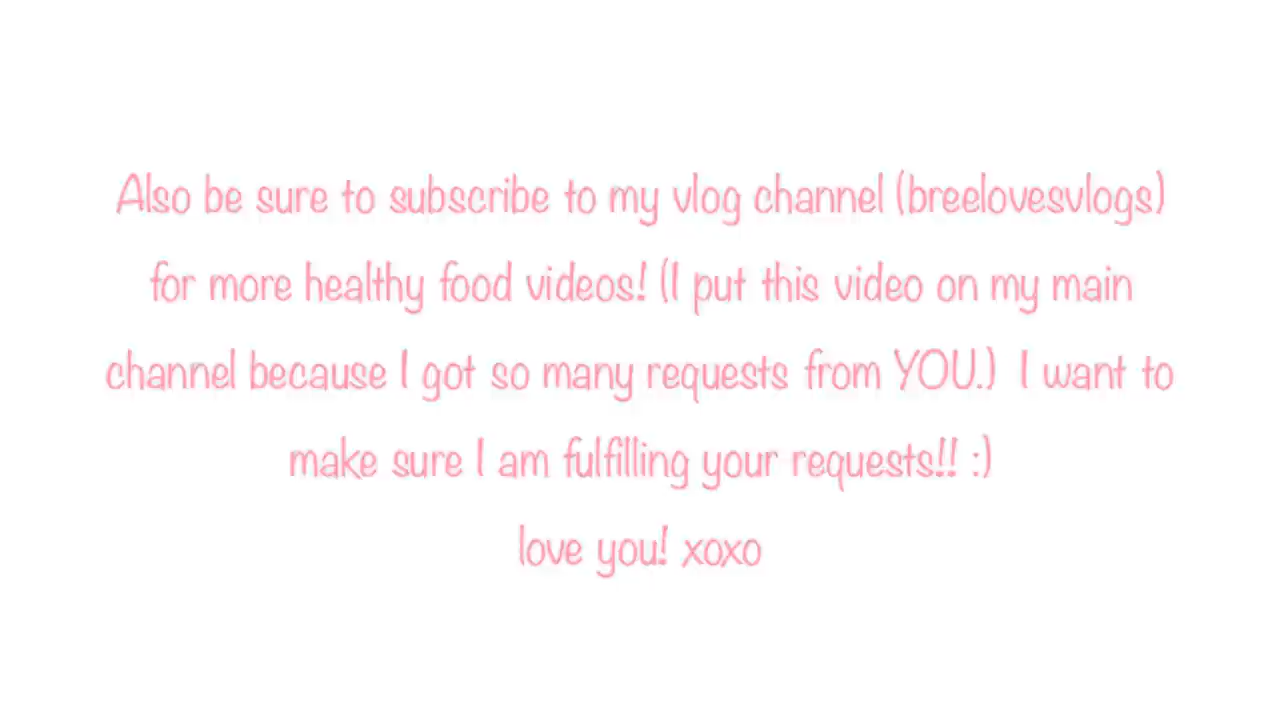 Also be sure to subscribe to my vlog channel (breelovesvlogs)
for more healthy food videos! (I put this video on my main
channel because I got so many requests from YOU.) I want to
make sure I am fulfilling your requests!! :)
love you! xoxo